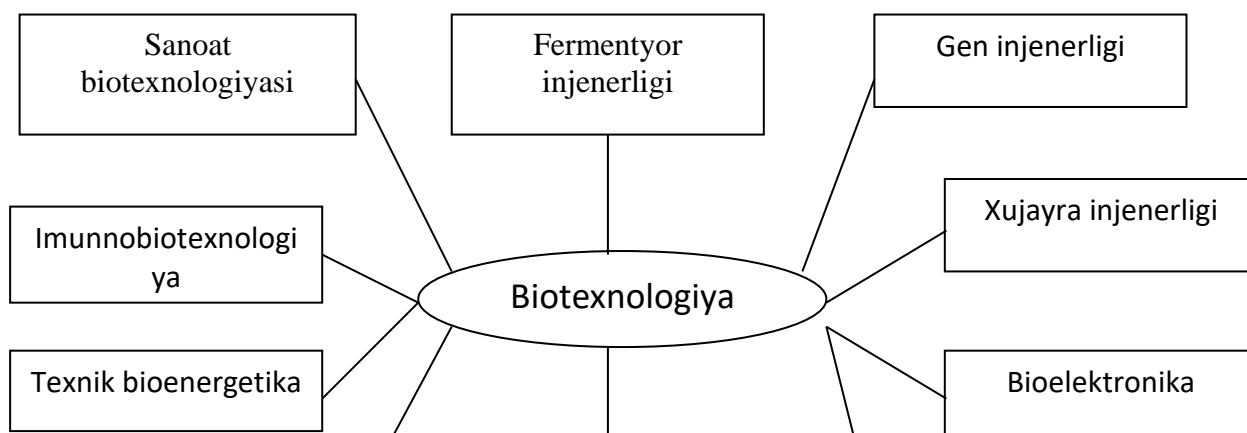 Sanoat
biotexnologiyasi
Fermentyor
injenerligi
Gen injenerligi
Imunnobiotexnologi
ya
Xujayra injenerligi
Biotexnologiya
Texnik bioenergetika
Bioelektronika